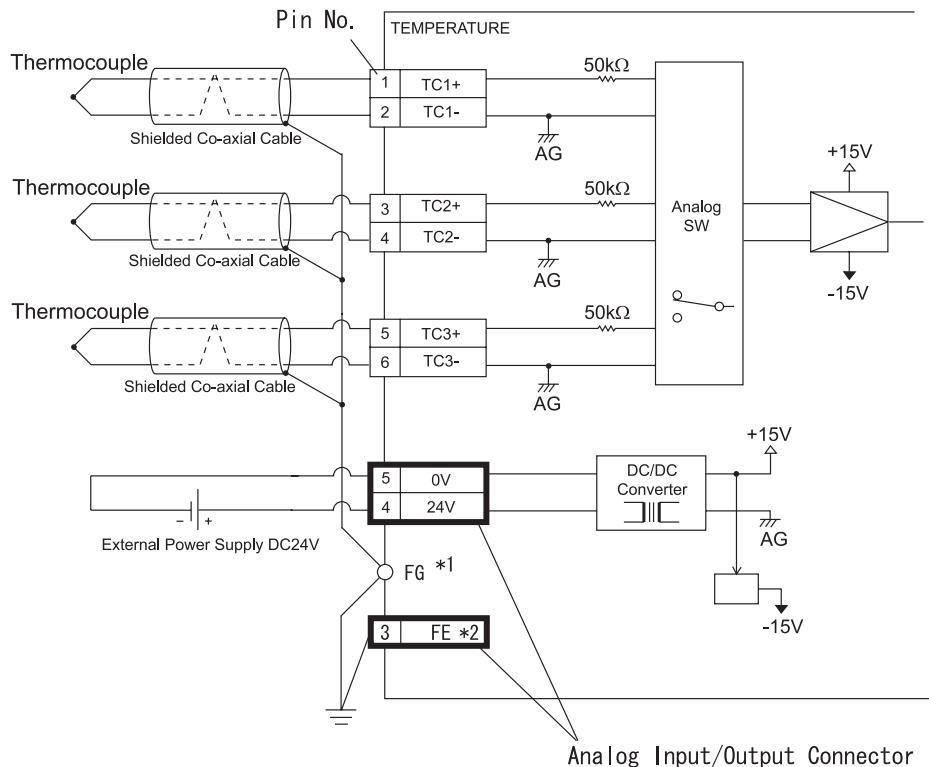 Pin No.
TEMPERATURE
Thermocouple
1 TC1+
2 TC1-
50kΩ
AG
Shielded Co-axial Cable
Thermocouple
3 TC2+
4 TC2-
50kΩ
AG
Shielded Co-axial Cable
Analog
SW
+15V
-15V
Thermocouple
5 TC3+
6 TC3-
50kΩ
AG
Shielded Co-axial Cable
5 0V
4 24V
- +
External Power Supply DC24V
DC/DC
Converter
+15V
AG
-15V
FG *1
3 FE *2
Analog Input/Output Connector